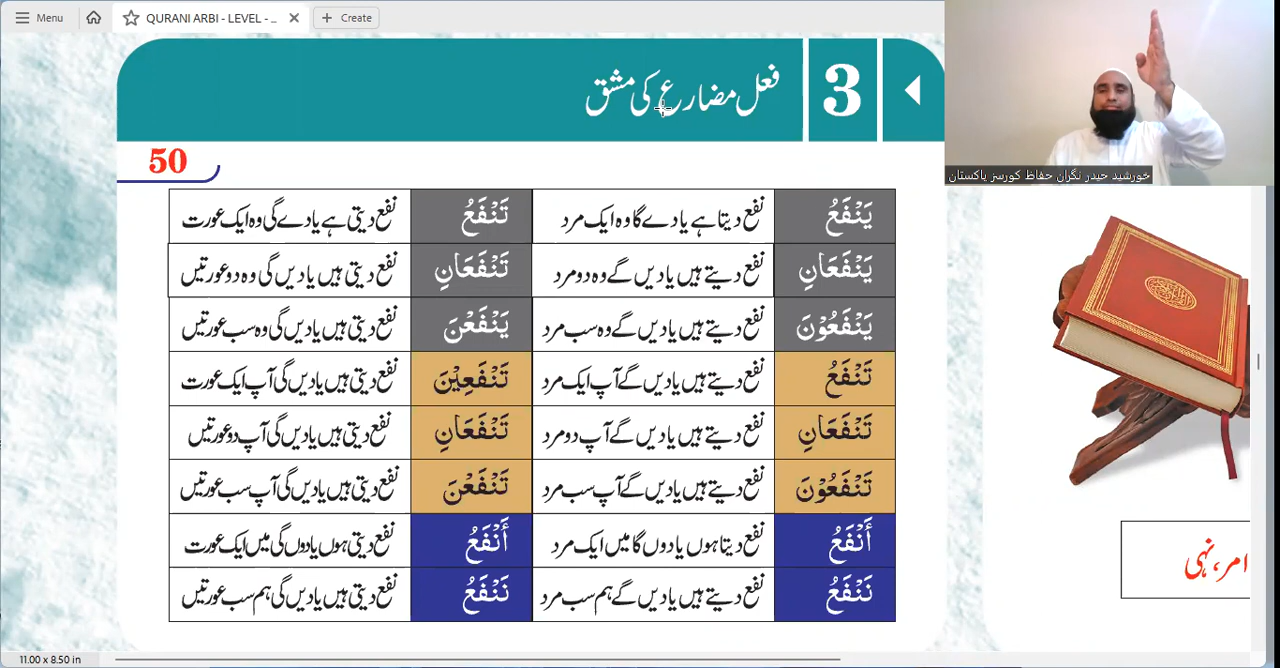 Menu
QURANI ARBI - LEVEL - ...
Create
3 فعل مضارع کی مشق
50
خورشید حیدر نگران حفاظ کورسز پاکستان
يَنْفَعُ نفع دیتا ہے یا دے گا وہ ایک مرد تَنْفَعُ نفع دیتی ہے یا دے گی وہ ایک عورت
يَنْفَعَانِ نفع دیتے ہیں یا دیں گے وہ دو مرد تَنْفَعَانِ نفع دیتی ہیں یا دیں گی وہ دو عورتیں
يَنْفَعُوْنَ نفع دیتے ہیں یا دیں گے وہ سب مرد يَنْفَعْنَ نفع دیتی ہیں یا دیں گی وہ سب عورتیں
تَنْفَعُ نفع دیتے ہیں یا دیں گے آپ ایک مرد تَنْفَعِيْنَ نفع دیتی ہیں یا دیں گی آپ ایک عورت
تَنْفَعَانِ نفع دیتے ہیں یا دیں گے آپ دو مرد تَنْفَعَانِ نفع دیتی ہیں یا دیں گی آپ دو عورتیں
تَنْفَعُوْنَ نفع دیتے ہیں یا دیں گے آپ سب مرد تَنْفَعْنَ نفع دیتی ہیں یا دیں گی آپ سب عورتیں
أَنْفَعُ نفع دیتا ہوں یا دوں گا میں ایک مرد أَنْفَعُ نفع دیتی ہوں یا دوں گی میں ایک عورت
نَنْفَعُ نفع دیتے ہیں یا دیں گے ہم سب مرد نَنْفَعُ نفع دیتی ہیں یا دیں گی ہم سب عورتیں
امر، نہی
11.00 x 8.50 in